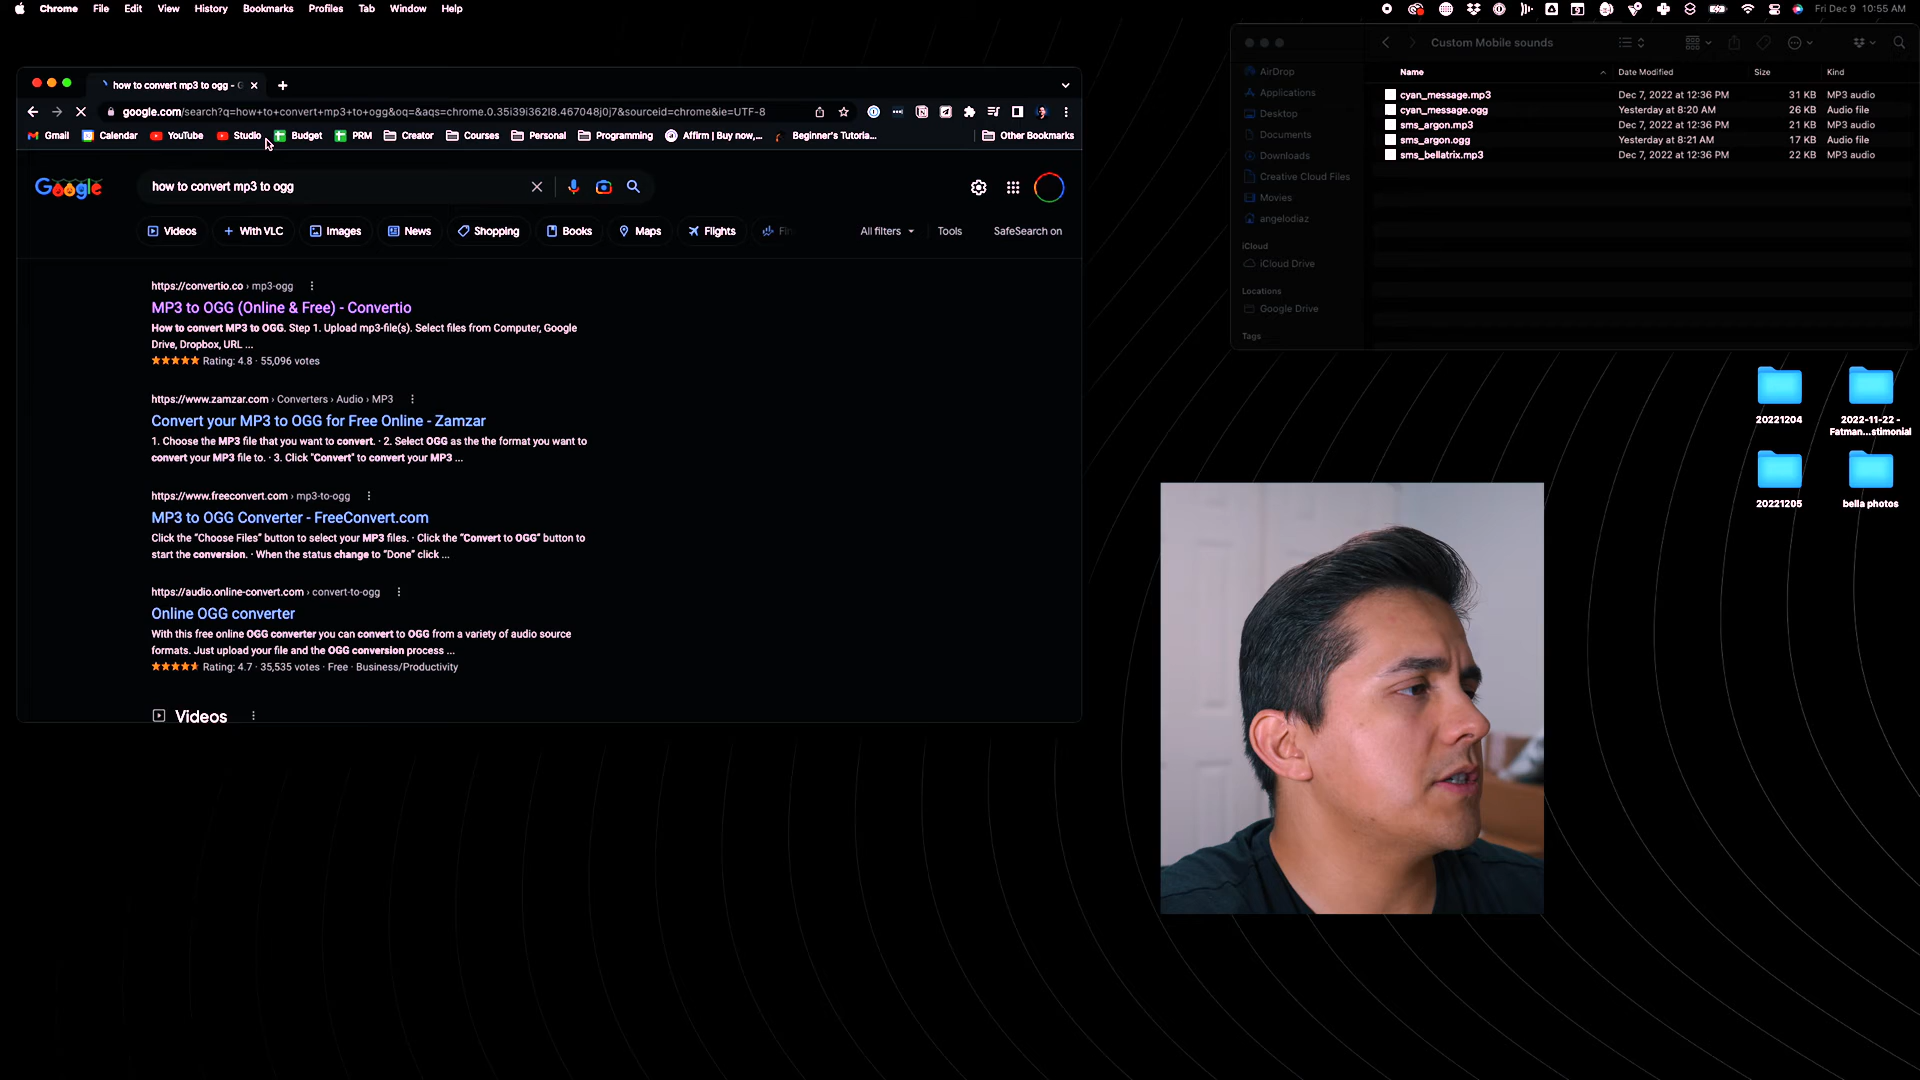 Chrome File Edit View History Bookmarks Profiles Tab Window Help
Fri Dec 9 10:55 AM
how to convert mp3 to ogg - G
google.com/search?q=how+to+convert+mp3+to+ogg&oq=&aqs=chrome.0.35i39i362l8.467048j0j7&sourceid=chrome&ie=UTF-8
Gmail Calendar YouTube Studio Budget PRM Creator Courses Personal Programming Affirm | Buy now,... Beginner's Tutoria... Other Bookmarks
Google
how to convert mp3 to ogg
Videos With VLC Images News Shopping Books Maps Flights Fin All filters Tools SafeSearch on
https://convertio.co › mp3-ogg
MP3 to OGG (Online & Free) - Convertio
How to convert MP3 to OGG. Step 1. Upload mp3-file(s). Select files from Computer, Google
Drive, Dropbox, URL ...
Rating: 4.8 · 55,096 votes
https://www.zamzar.com › Converters › Audio › MP3
Convert your MP3 to OGG for Free Online - Zamzar
1. Choose the MP3 file that you want to convert. · 2. Select OGG as the the format you want to
convert your MP3 file to. · 3. Click "Convert" to convert your MP3 ...
https://www.freeconvert.com › mp3-to-ogg
MP3 to OGG Converter - FreeConvert.com
Click the "Choose Files" button to select your MP3 files. · Click the "Convert to OGG" button to
start the conversion. · When the status change to "Done" click ...
https://audio.online-convert.com › convert-to-ogg
Online OGG converter
With this free online OGG converter you can convert to OGG from a variety of audio source
formats. Just upload your file and the OGG conversion process ...
Rating: 4.7 · 35,535 votes · Free · Business/Productivity
Videos
Custom Mobile sounds
Name Date Modified Size Kind
cyan_message.mp3 Dec 7, 2022 at 12:36 PM 31 KB MP3 audio
cyan_message.ogg Yesterday at 8:20 AM 26 KB Audio file
sms_argon.mp3 Dec 7, 2022 at 12:36 PM 21 KB MP3 audio
sms_argon.ogg Yesterday at 8:21 AM 17 KB Audio file
sms_bellatrix.mp3 Dec 7, 2022 at 12:36 PM 22 KB MP3 audio
AirDrop
Applications
Desktop
Documents
Downloads
Creative Cloud Files
Movies
angelodiaz
iCloud
iCloud Drive
Locations
Google Drive
Tags
20221204
2022-11-22 -
Fatman...stimonial
20221205
bella photos